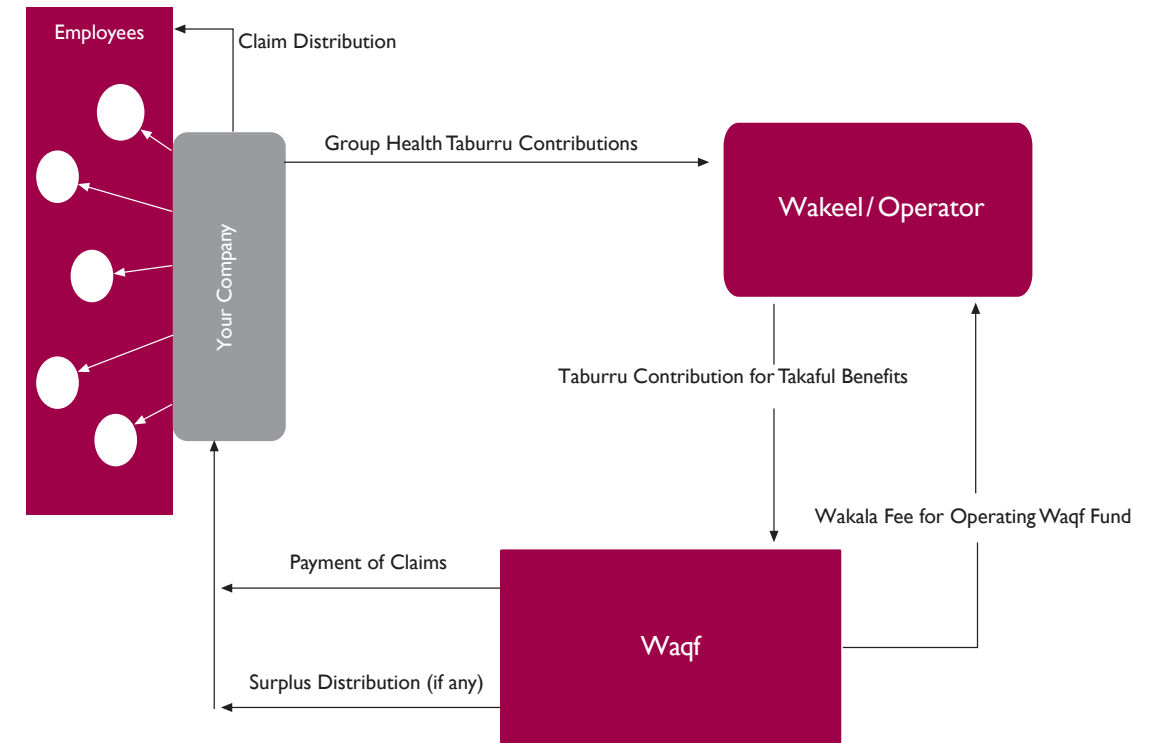 Employees
Claim Distribution
Group Health Taburru Contributions
Wakeel / Operator
Your Company
Taburru Contribution for Takaful Benefits
Wakala Fee for Operating Waqf Fund
Payment of Claims
Waqf
Surplus Distribution (if any)